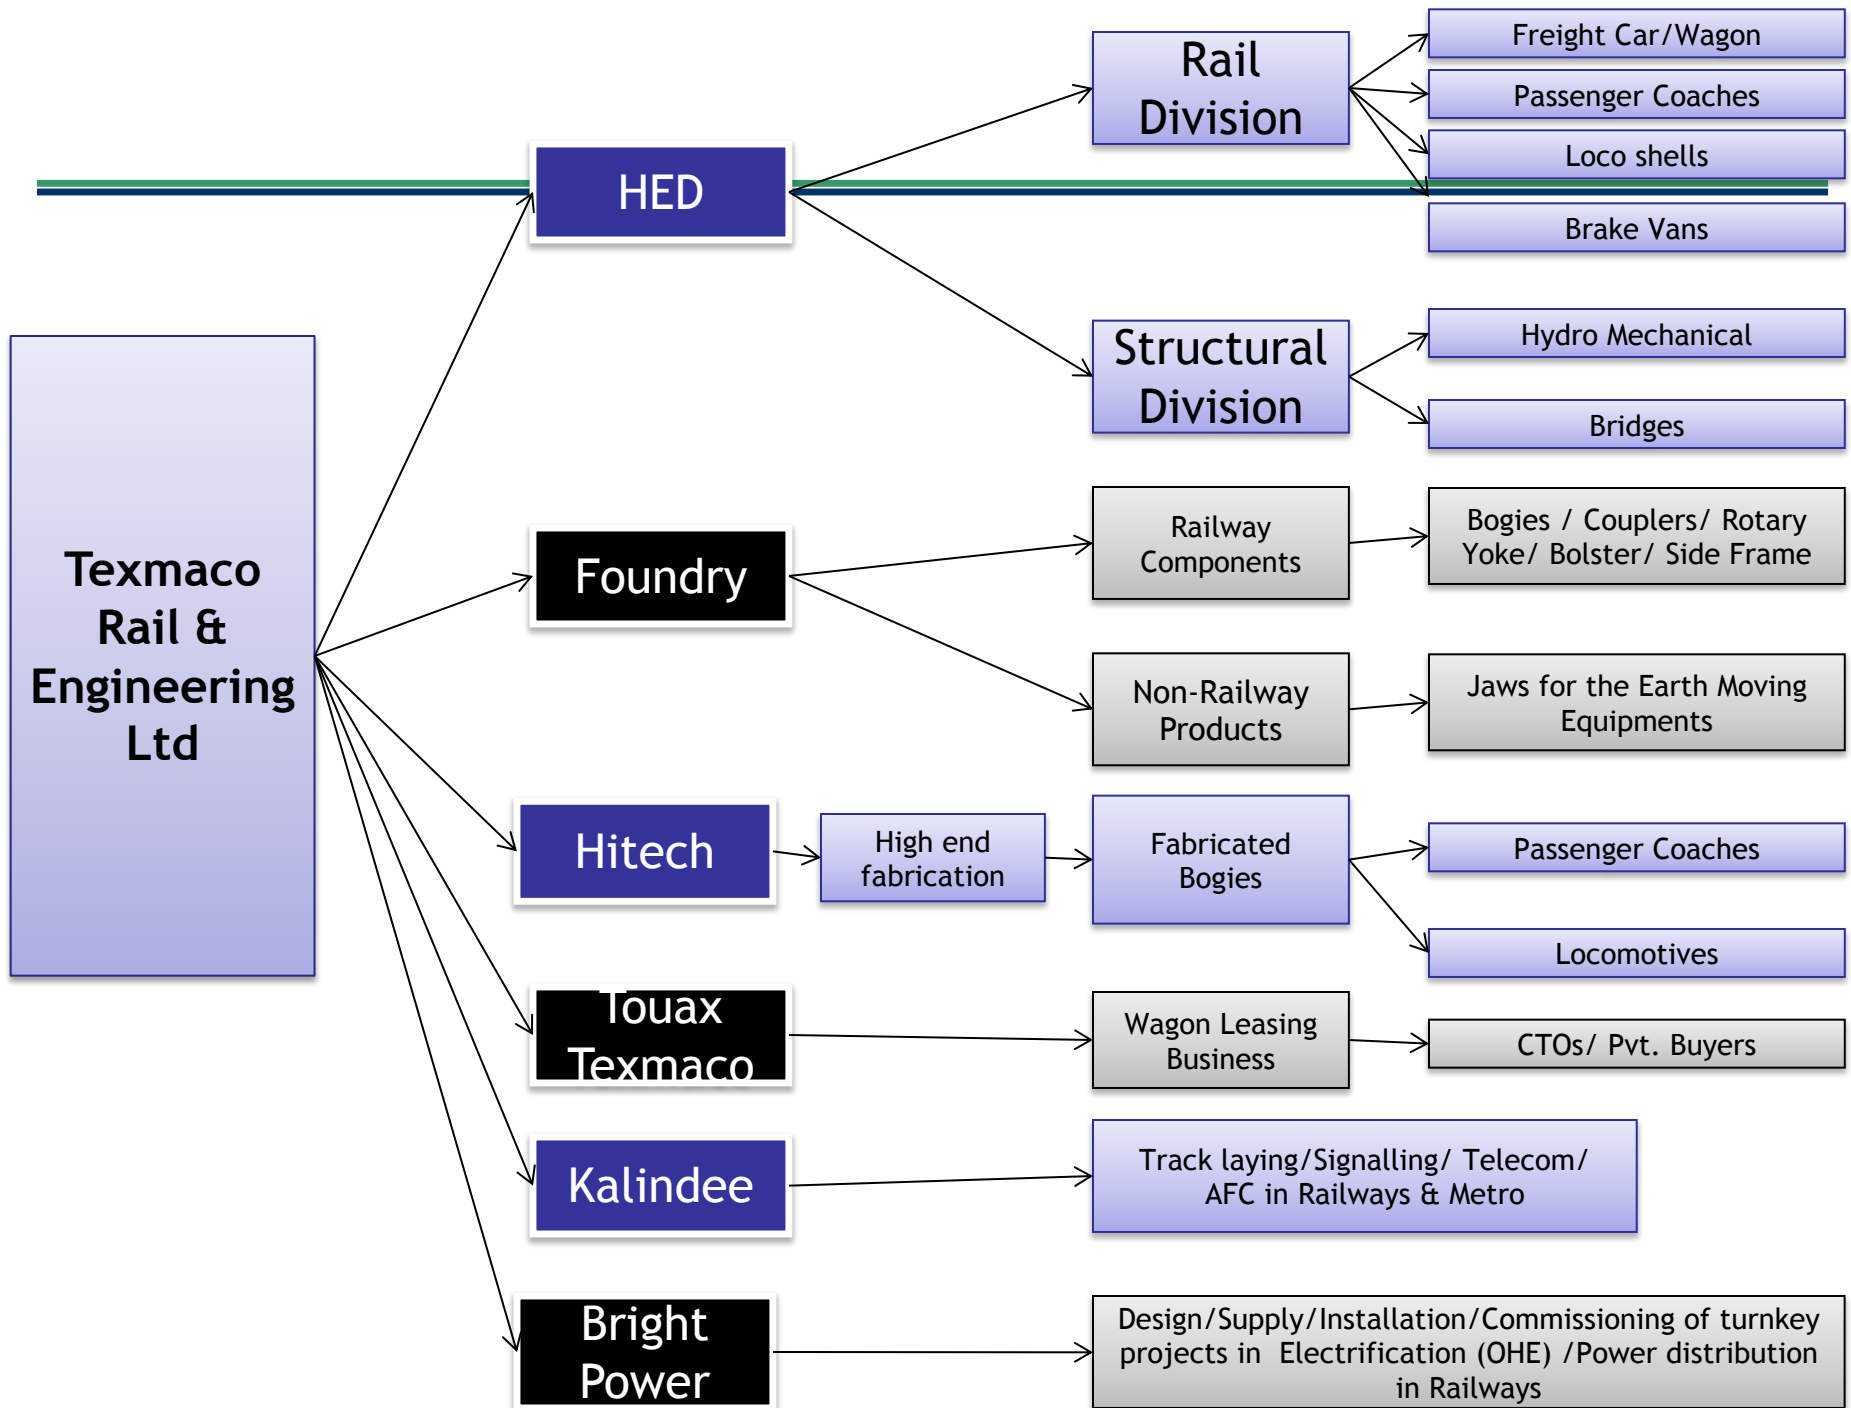 Texmaco
Rail &
Engineering
Ltd
HED
Rail
Division
Freight Car/Wagon
Passenger Coaches
Loco shells
Brake Vans
Structural
Division
Hydro Mechanical
Bridges
Foundry
Railway
Components
Bogies / Couplers/ Rotary
Yoke/ Bolster/ Side Frame
Non-Railway
Products
Jaws for the Earth Moving
Equipments
Hitech
High end
fabrication
Fabricated
Bogies
Passenger Coaches
Locomotives
Touax
Texmaco
Wagon Leasing
Business
CTOs/ Pvt. Buyers
Kalindee
Track laying/Signalling/ Telecom/
AFC in Railways & Metro
Bright
Power
Design/Supply/Installation/Commissioning of turnkey
projects in Electrification (OHE) /Power distribution
in Railways